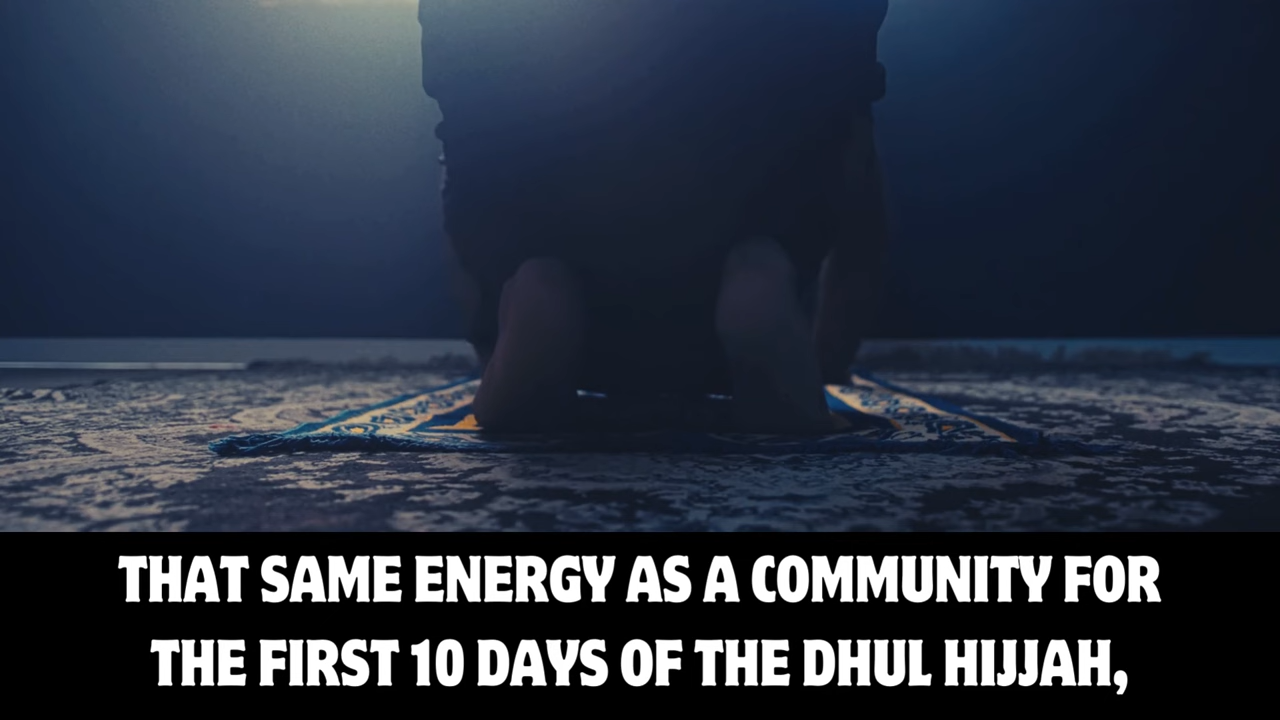 THAT SAME ENERGY AS A COMMUNITY FOR
THE FIRST 10 DAYS OF THE DHUL HIJJAH,